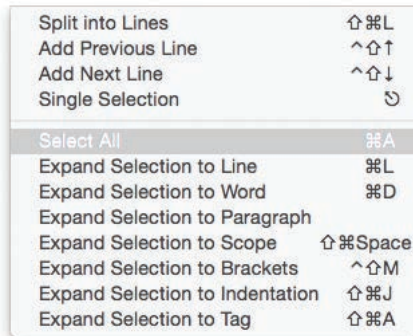 Split into Lines ⇧⌘L
Add Previous Line ^⇧↑
Add Next Line ^⇧↓
Single Selection ⎋
Select All ⌘A
Expand Selection to Line ⌘L
Expand Selection to Word ⌘D
Expand Selection to Paragraph
Expand Selection to Scope ⇧⌘Space
Expand Selection to Brackets ^⇧M
Expand Selection to Indentation ⇧⌘J
Expand Selection to Tag ⇧⌘A